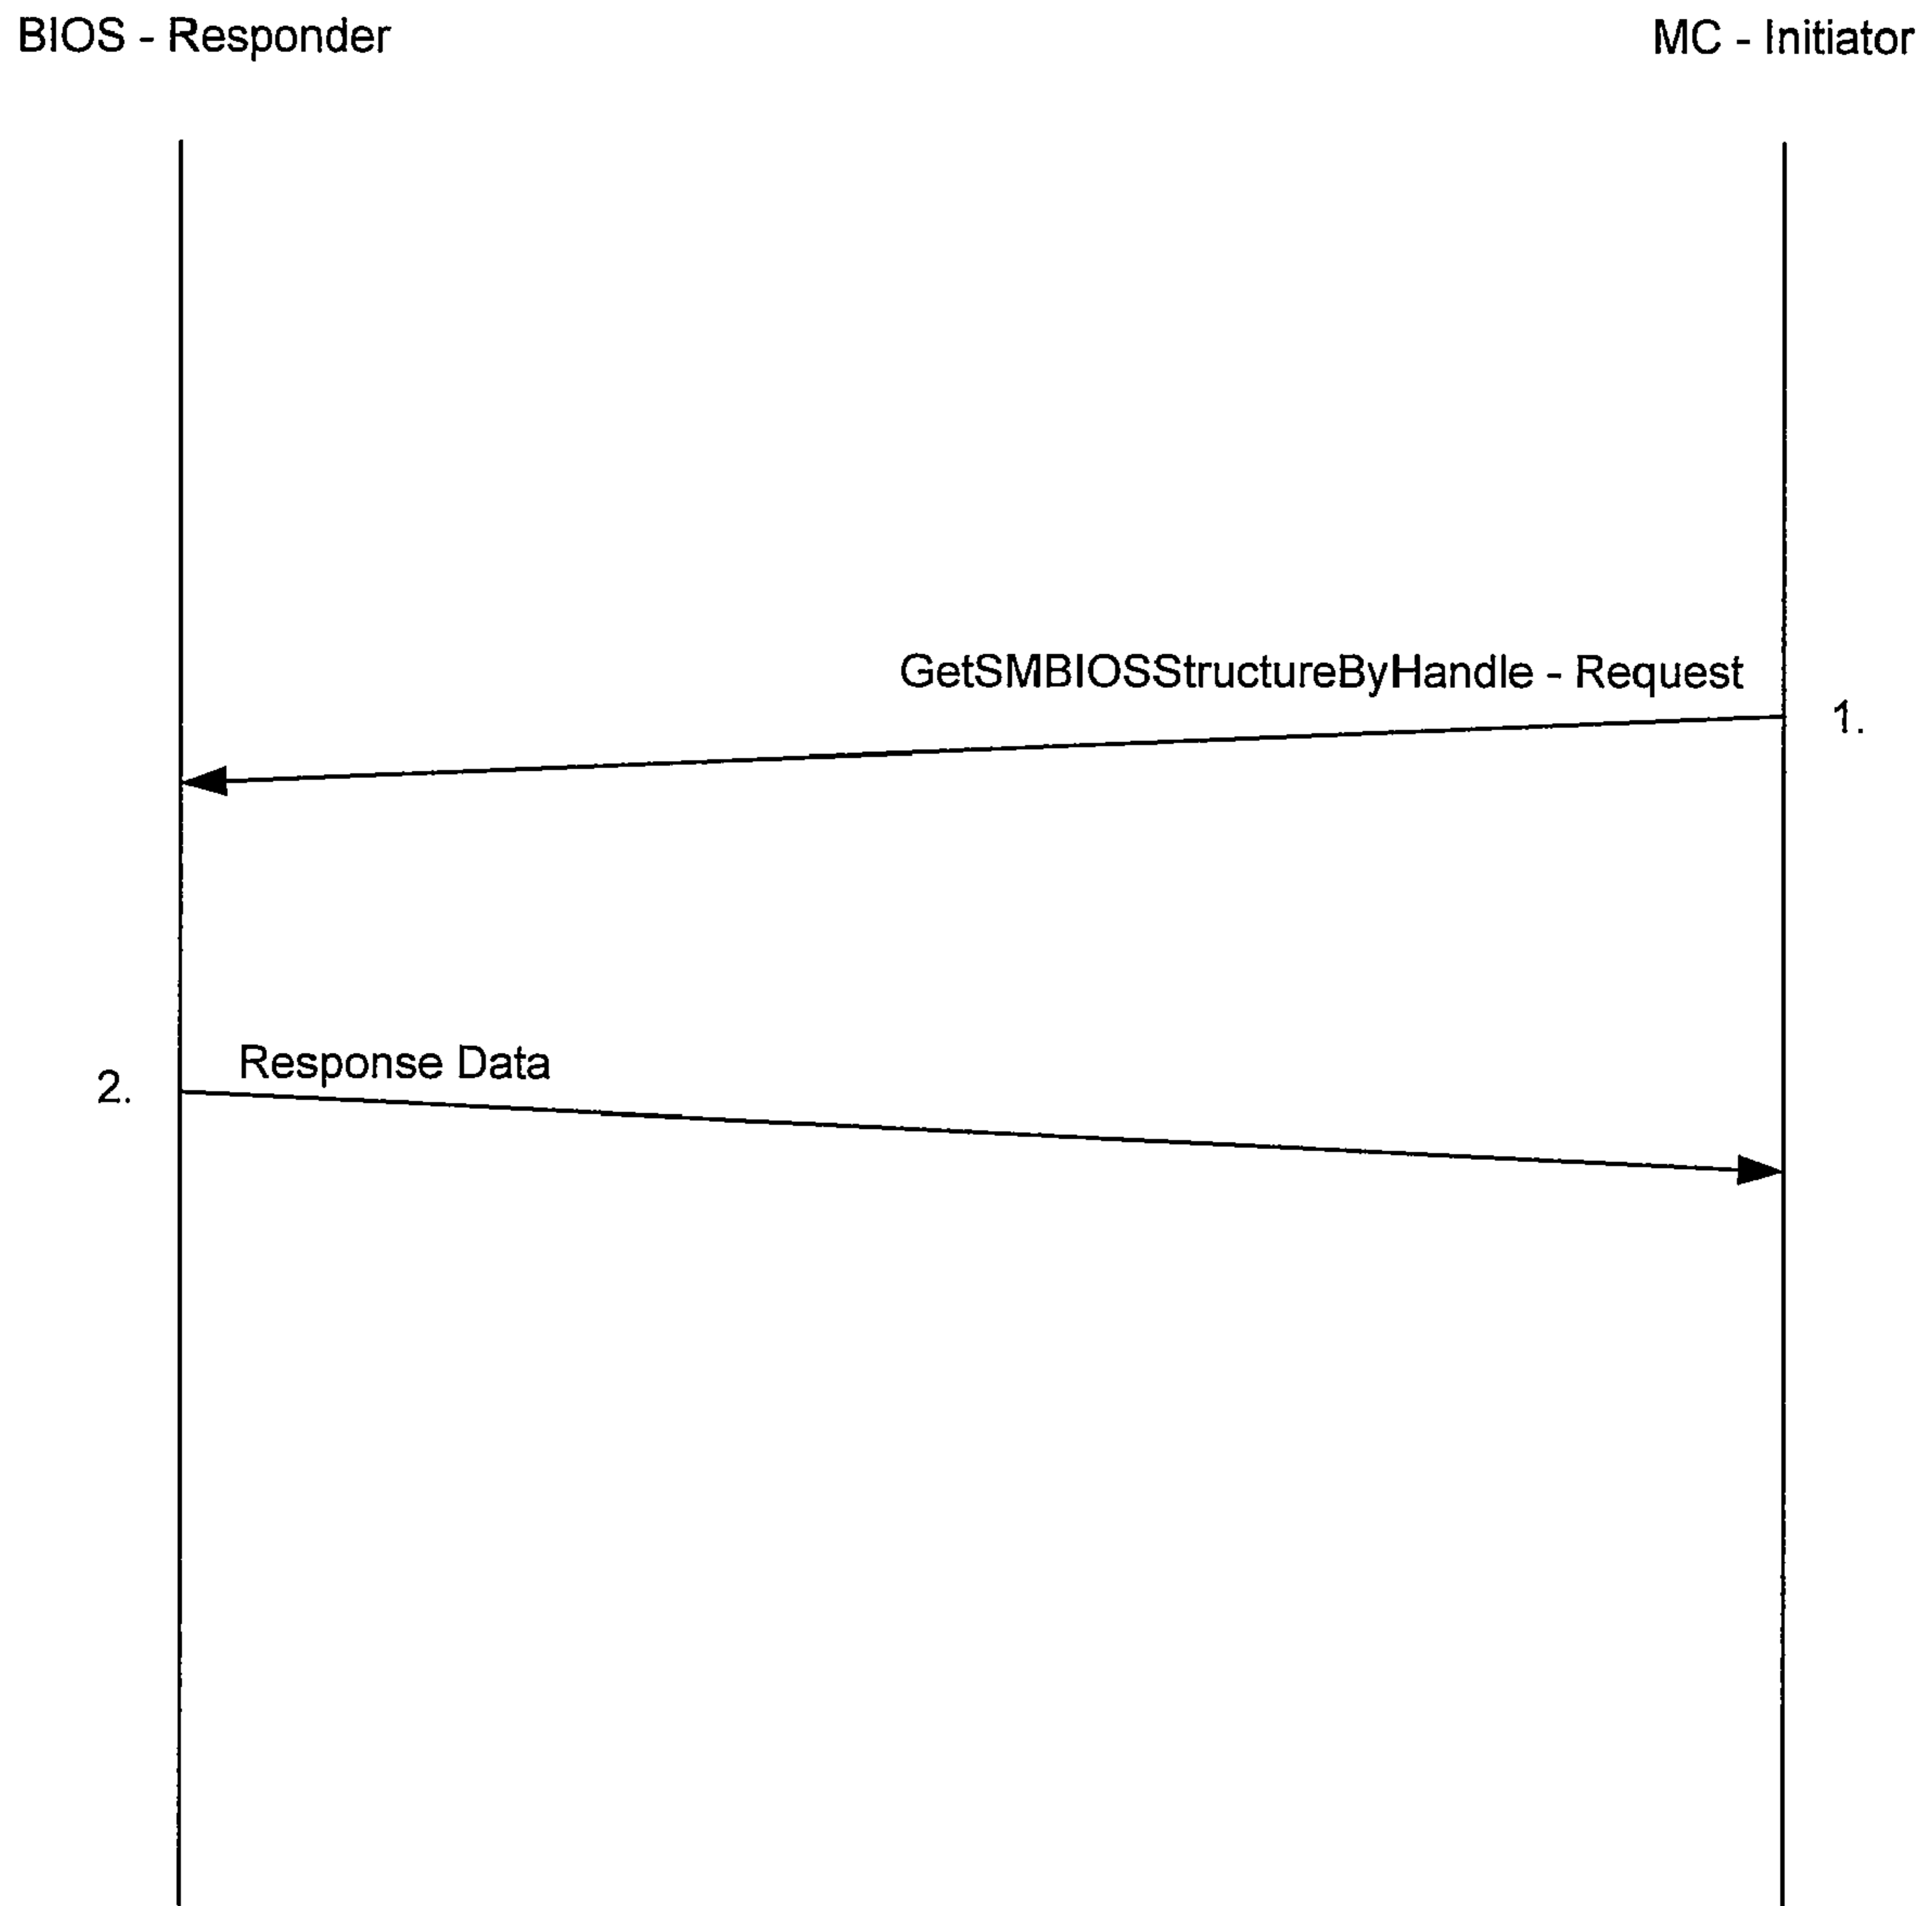 BIOS - Responder
MC - Initiator
GetSMBIOSStructureByHandle - Request
1.
Response Data
2.